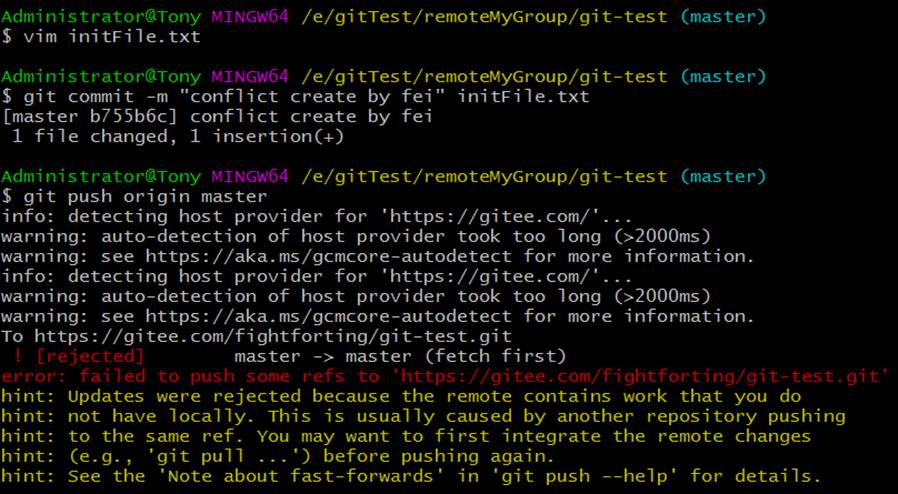 Administrator@Tony MINGW64 /e/gitTest/remoteMyGroup/git-test (master)
$ vim initFile.txt
Administrator@Tony MINGW64 /e/gitTest/remoteMyGroup/git-test (master)
$ git commit -m "conflict create by fei" initFile.txt
[master b755b6c] conflict create by fei
1 file changed, 1 insertion(+)
Administrator@Tony MINGW64 /e/gitTest/remoteMyGroup/git-test (master)
$ git push origin master
info: detecting host provider for 'https://gitee.com/'...
warning: auto-detection of host provider took too long (>2000ms)
warning: see https://aka.ms/gcmcore-autodetect for more information.
info: detecting host provider for 'https://gitee.com/'...
warning: auto-detection of host provider took too long (>2000ms)
warning: see https://aka.ms/gcmcore-autodetect for more information.
To https://gitee.com/fightforting/git-test.git
! [rejected] master -> master (fetch first)
error: failed to push some refs to 'https://gitee.com/fightforting/git-test.git'
hint: Updates were rejected because the remote contains work that you do
hint: not have locally. This is usually caused by another repository pushing
hint: to the same ref. You may want to first integrate the remote changes
hint: (e.g., 'git pull ...') before pushing again.
hint: See the 'Note about fast-forwards' in 'git push --help' for details.